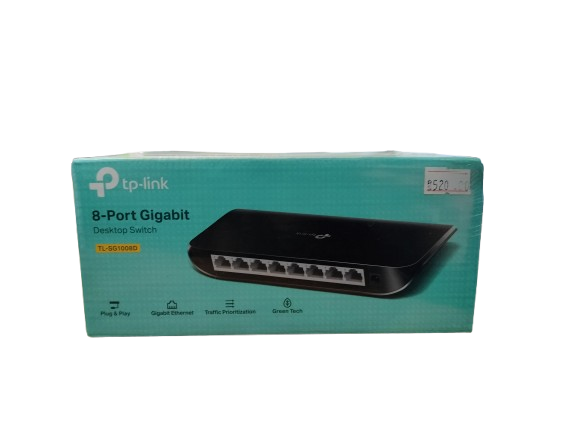 tp-link
8-Port Gigabit
Desktop Switch
TL-SG1008D
Plug & Play
Gigabit Ethernet
Traffic Prioritization
Green Tech